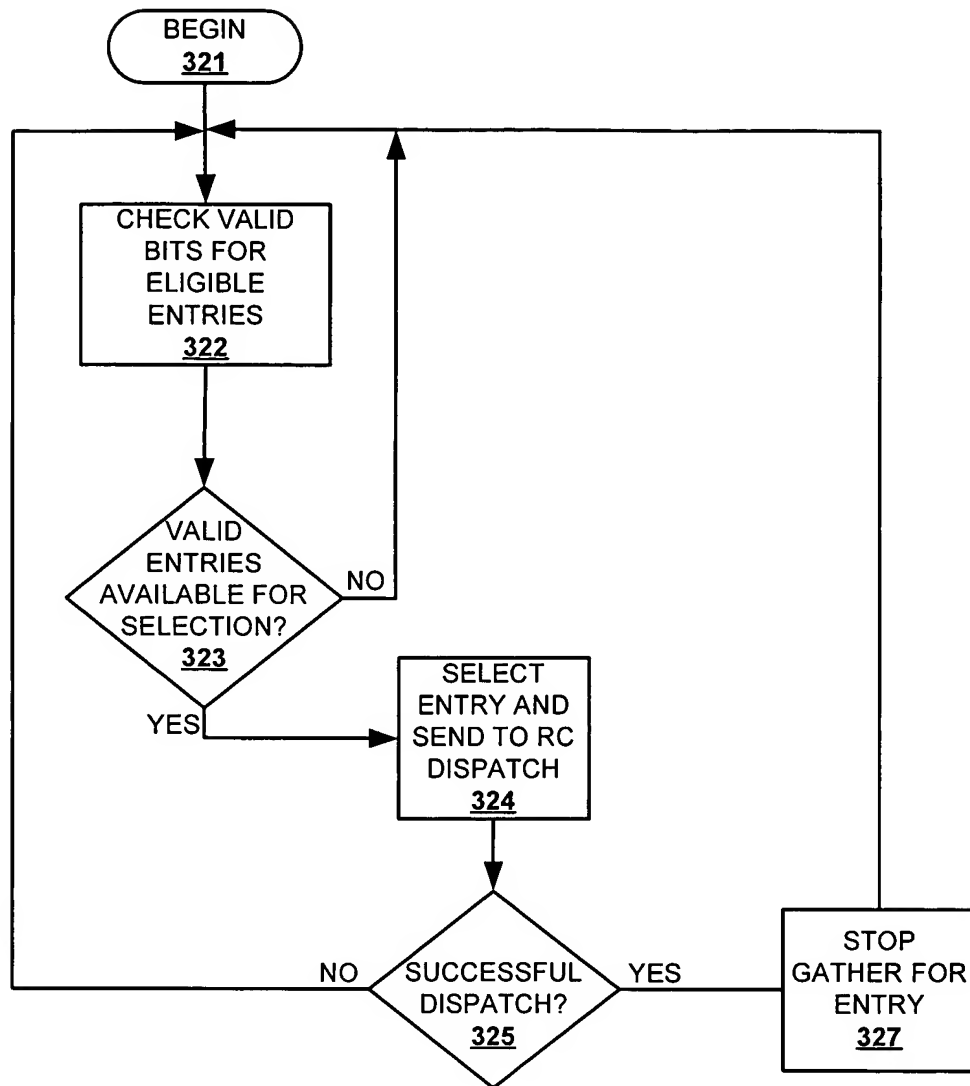 BEGIN
321
CHECK VALID
BITS FOR
ELIGIBLE
ENTRIES
322
VALID
ENTRIES
AVAILABLE FOR
SELECTION?
323
NO
YES
SELECT
ENTRY AND
SEND TO RC
DISPATCH
324
NO
SUCCESSFUL
DISPATCH?
325
YES
STOP
GATHER FOR
ENTRY
327